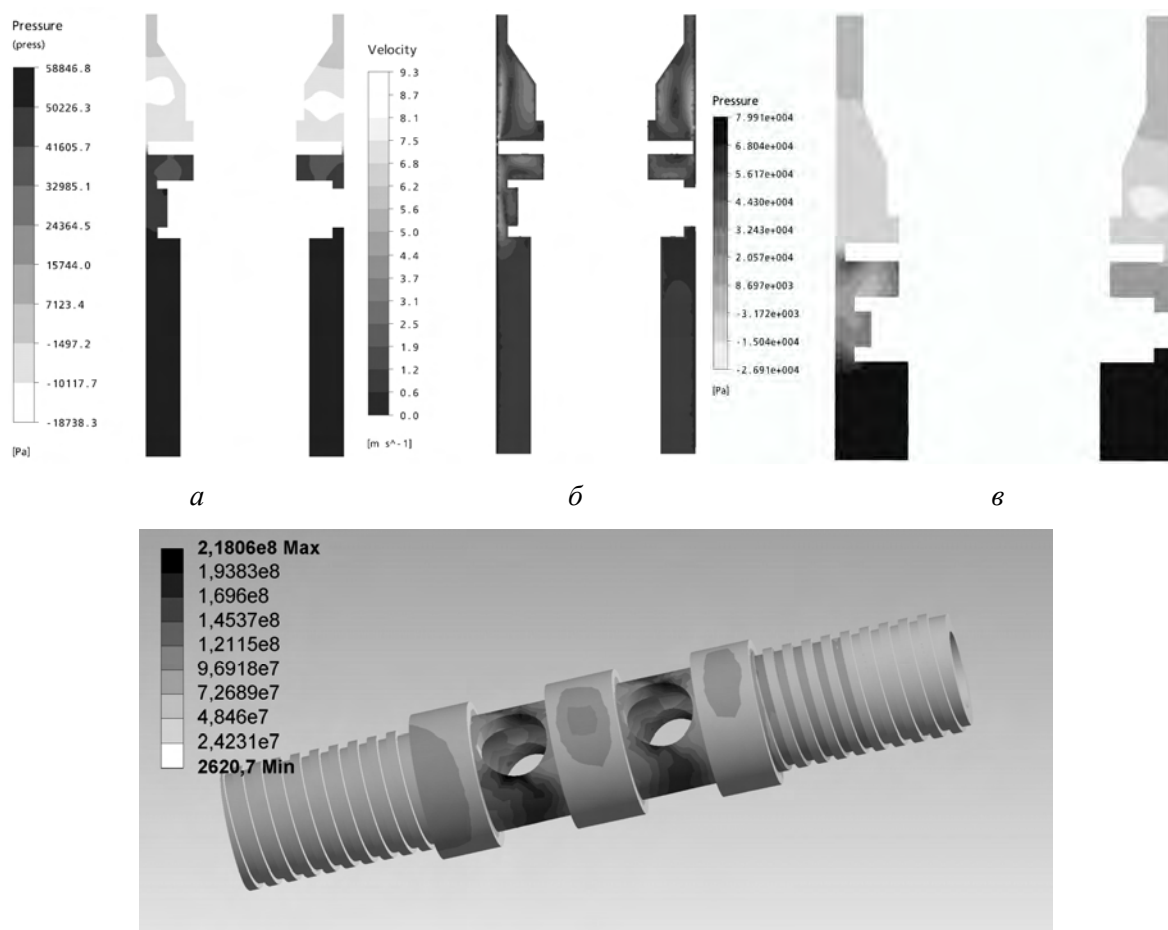 Pressure
(press)
58846.8
50226.3
41605.7
32985.1
24364.5
15744.0
7123.4
-1497.2
-10117.7
-18738.3
[Pa]
Velocity
9.3
8.7
8.1
7.5
6.8
6.2
5.6
5.0
4.4
3.7
3.1
2.5
1.9
1.2
0.6
0.0
[m s^-1]
Pressure
7.991e+004
6.804e+004
5.617e+004
4.430e+004
3.243e+004
2.057e+004
8.697e+003
-3.172e+003
-1.504e+004
-2.691e+004
[Pa]
а
б
в
2,1806e8 Max
1,9383e8
1,696e8
1,4537e8
1,2115e8
9,6918e7
7,2689e7
4,846e7
2,4231e7
2620,7 Min